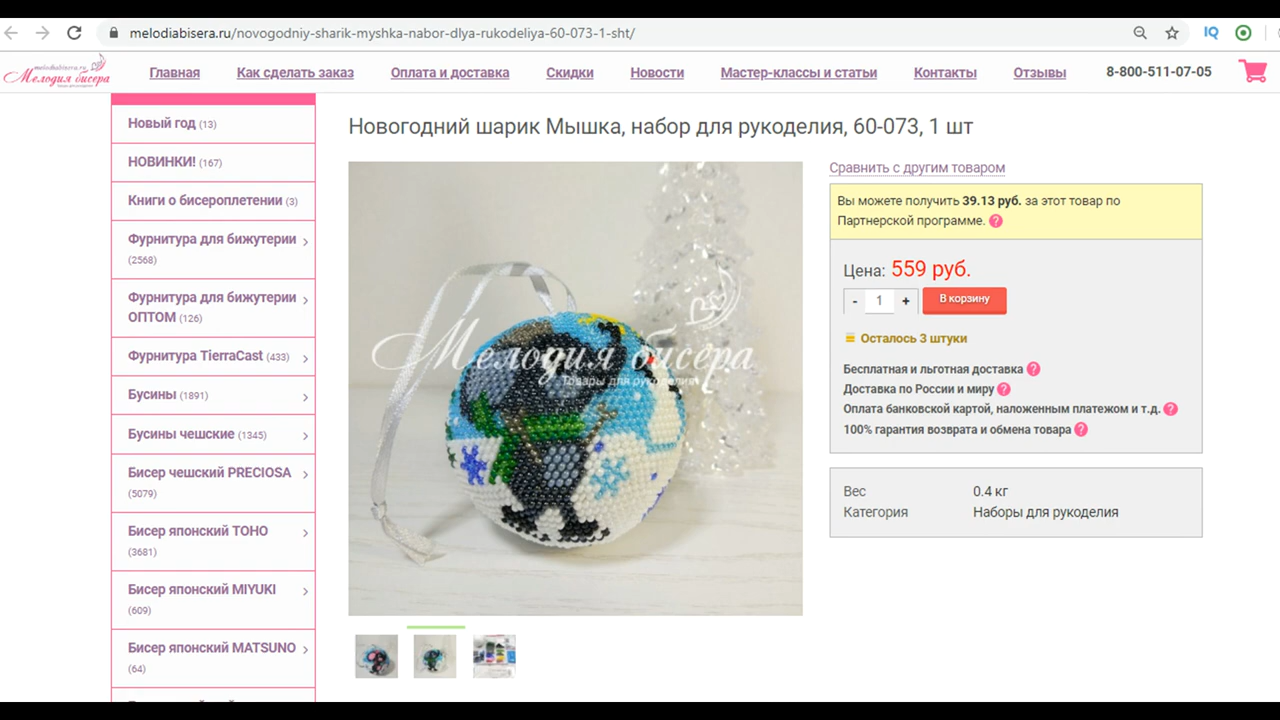 melodiabisera.ru/novogodniy-sharik-myshka-nabor-dlya-rukodeliya-60-073-1-sht/
IQ
melodiabisera.ru
Мелодия бисера
Главная
Как сделать заказ
Оплата и доставка
Скидки
Новости
Мастер-классы и статьи
Контакты
Отзывы
8-800-511-07-05
Новый год (13)
НОВИНКИ! (167)
Книги о бисероплетении (3)
Фурнитура для бижутерии
(2568)
Фурнитура для бижутерии
ОПТОМ (126)
Фурнитура TierraCast (433)
Бусины (1891)
Бусины чешские (1345)
Бисер чешский PRECIOSA
(5079)
Бисер японский TOHO
(3681)
Бисер японский MIYUKI
(609)
Бисер японский MATSUNO
(64)
Новогодний шарик Мышка, набор для рукоделия, 60-073, 1 шт
Мелодия бисера
Товары для рукоделия
Сравнить с другим товаром
Вы можете получить 39.13 руб. за этот товар по
Партнерской программе. ?
Цена: 559 руб.
- 1 +
В корзину
Осталось 3 штуки
Бесплатная и льготная доставка ?
Доставка по России и миру ?
Оплата банковской картой, наложенным платежом и т.д. ?
100% гарантия возврата и обмена товара ?
Вес 0.4 кг
Категория Наборы для рукоделия